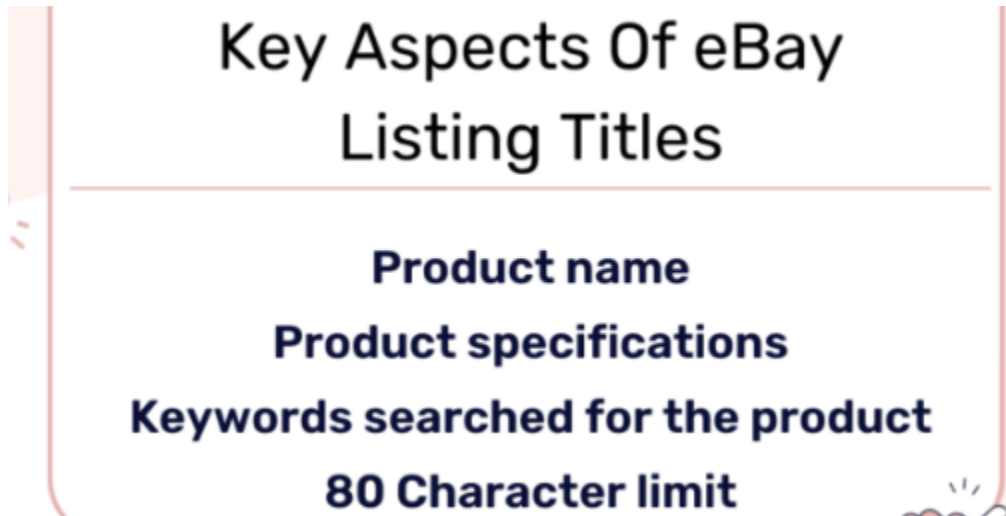 Key Aspects Of eBay
Listing Titles
Product name
Product specifications
Keywords searched for the product
80 Character limit